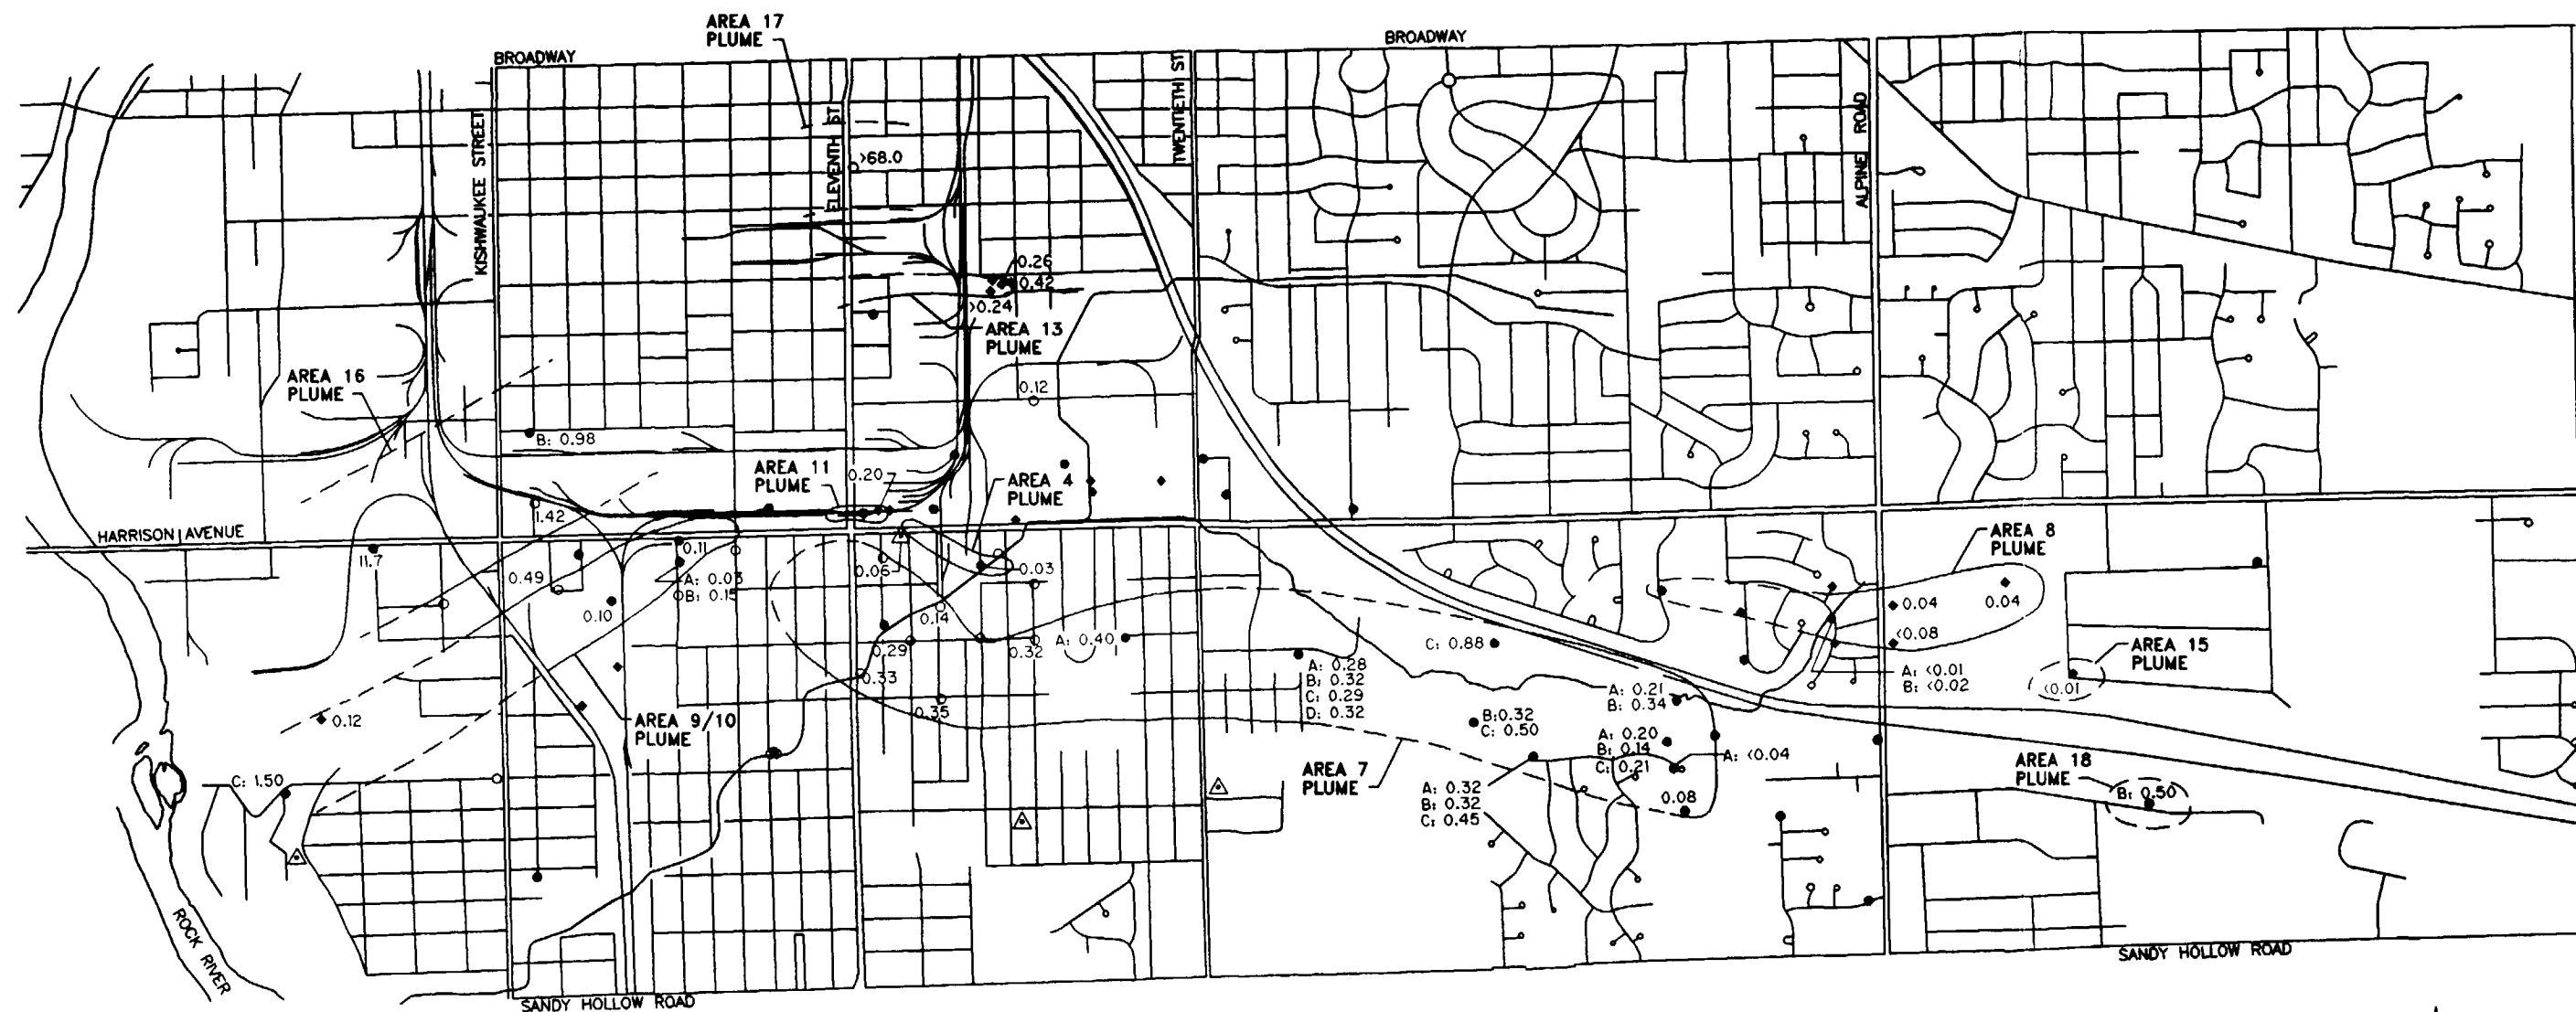 AREA 17
PLUME
BROADWAY
BROADWAY
KISHWAUKEE STREET
ELEVENTH ST
TWENTIETH ST
ALPINE ROAD
>68.0
0.26
0.42
>0.24
AREA 13
PLUME
AREA 16
PLUME
0.12
B: 0.98
AREA 11
PLUME
0.20
AREA 4
PLUME
1.42
HARRISON AVENUE
11.7
0.49
0.11
A: 0.03
B: 0.15
0.10
0.06
0.03
0.14
0.29
0.32
A: 0.40
0.33
0.35
AREA 8
PLUME
0.04
0.04
<0.08
C: 0.88
AREA 15
PLUME
A: <0.01
B: <0.02
<0.01
A: 0.28
B: 0.32
C: 0.29
D: 0.32
A: 0.21
B: 0.34
0.12
AREA 9/10
PLUME
B: 0.32
C: 0.50
A: 0.20
B: 0.14
C: 0.21
A: <0.04
AREA 7
PLUME
AREA 18
PLUME
B: 0.50
C: 1.50
A: 0.32
B: 0.32
C: 0.45
0.08
ROCK RIVER
SANDY HOLLOW ROAD
SANDY HOLLOW ROAD